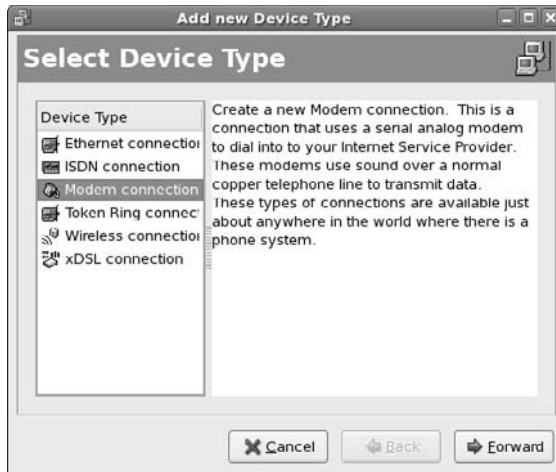 Add new Device Type
Select Device Type
Device Type
Ethernet connection
ISDN connection
Modem connection
Token Ring connec
Wireless connection
xDSL connection
Create a new Modem connection. This is a
connection that uses a serial analog modem
to dial into to your Internet Service Provider.
These modems use sound over a normal
copper telephone line to transmit data.
These types of connections are available just
about anywhere in the world where there is a
phone system.
Cancel
Back
Forward